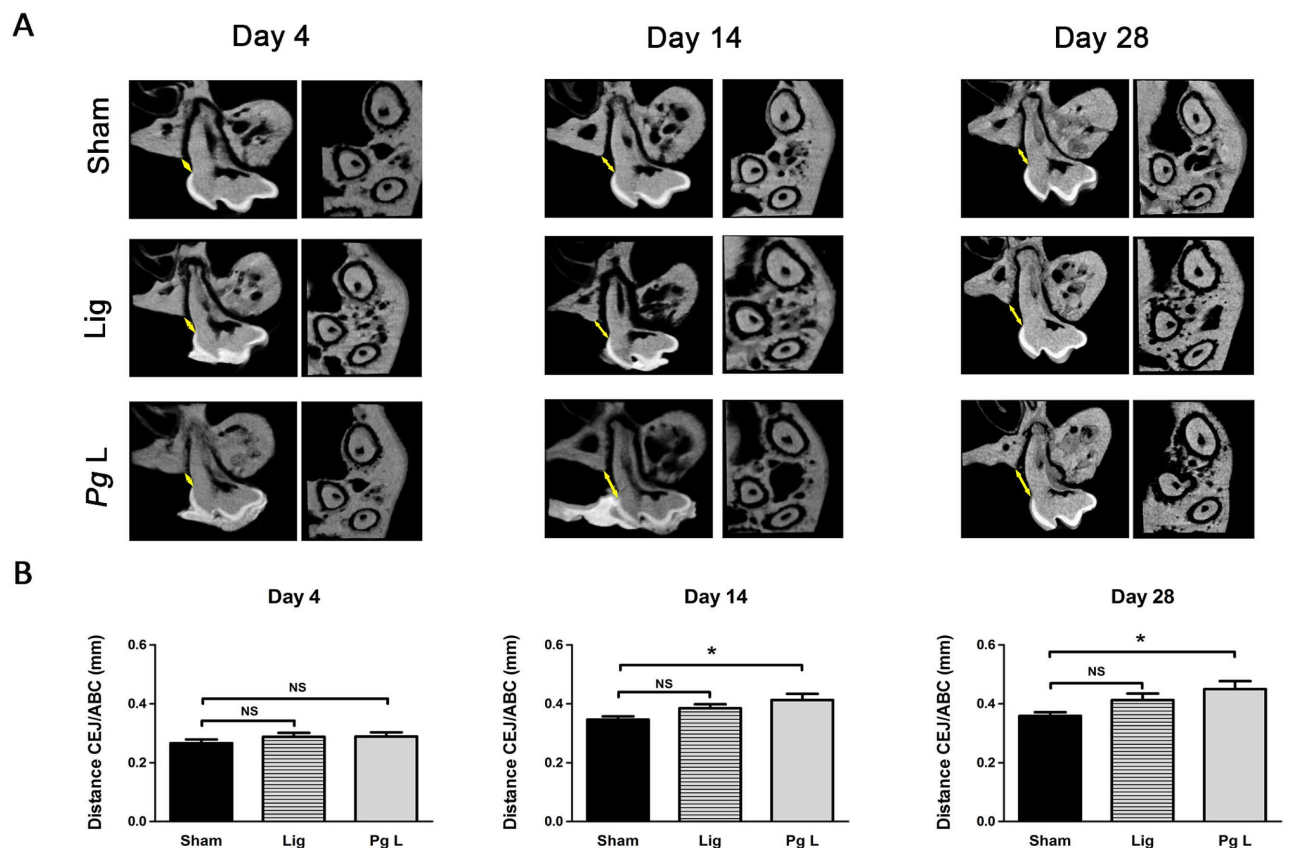 A
Day 4
Day 14
Day 28
Sham
Lig
Pg L
B
Day 4
Distance CEJ/ABC (mm)
0.6
0.4
0.2
0.0
NS
NS
Sham
Lig
Pg L
Day 14
Distance CEJ/ABC (mm)
0.6
0.4
0.2
0.0
*
NS
Sham
Lig
Pg L
Day 28
Distance CEJ/ABC (mm)
0.6
0.4
0.2
0.0
*
NS
Sham
Lig
Pg L